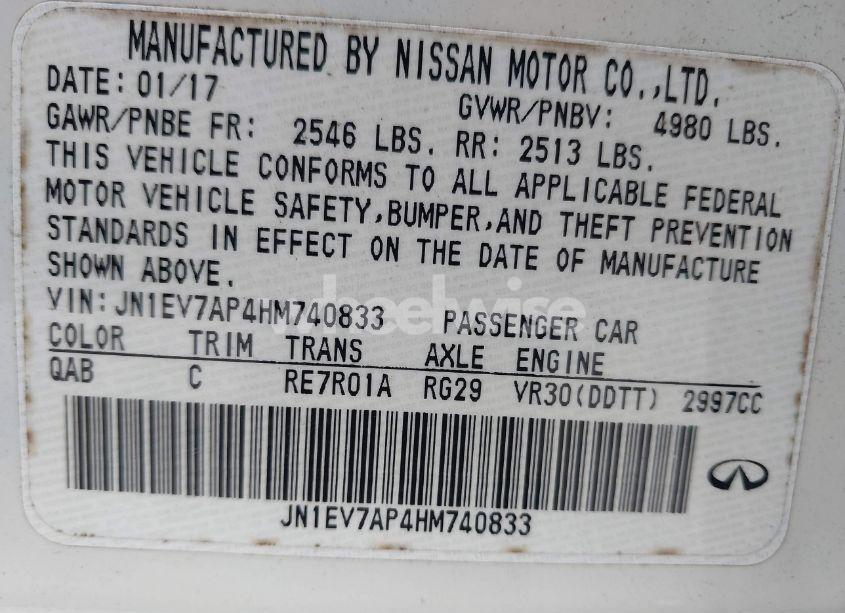 MANUFACTURED BY NISSAN MOTOR CO.,LTD.
DATE: 01/17 GVWR/PNBV: 4980 LBS.
GAWR/PNBE FR: 2546 LBS. RR: 2513 LBS.
THIS VEHICLE CONFORMS TO ALL APPLICABLE FEDERAL
MOTOR VEHICLE SAFETY,BUMPER,AND THEFT PREVENTION
STANDARDS IN EFFECT ON THE DATE OF MANUFACTURE
SHOWN ABOVE.
wheelwise
VIN:JN1EV7AP4HM740833 PASSENGER CAR
COLOR TRIM TRANS AXLE ENGINE
QAB C RE7R01A RG29 VR30(DDTT) 2997CC
JN1EV7AP4HM740833